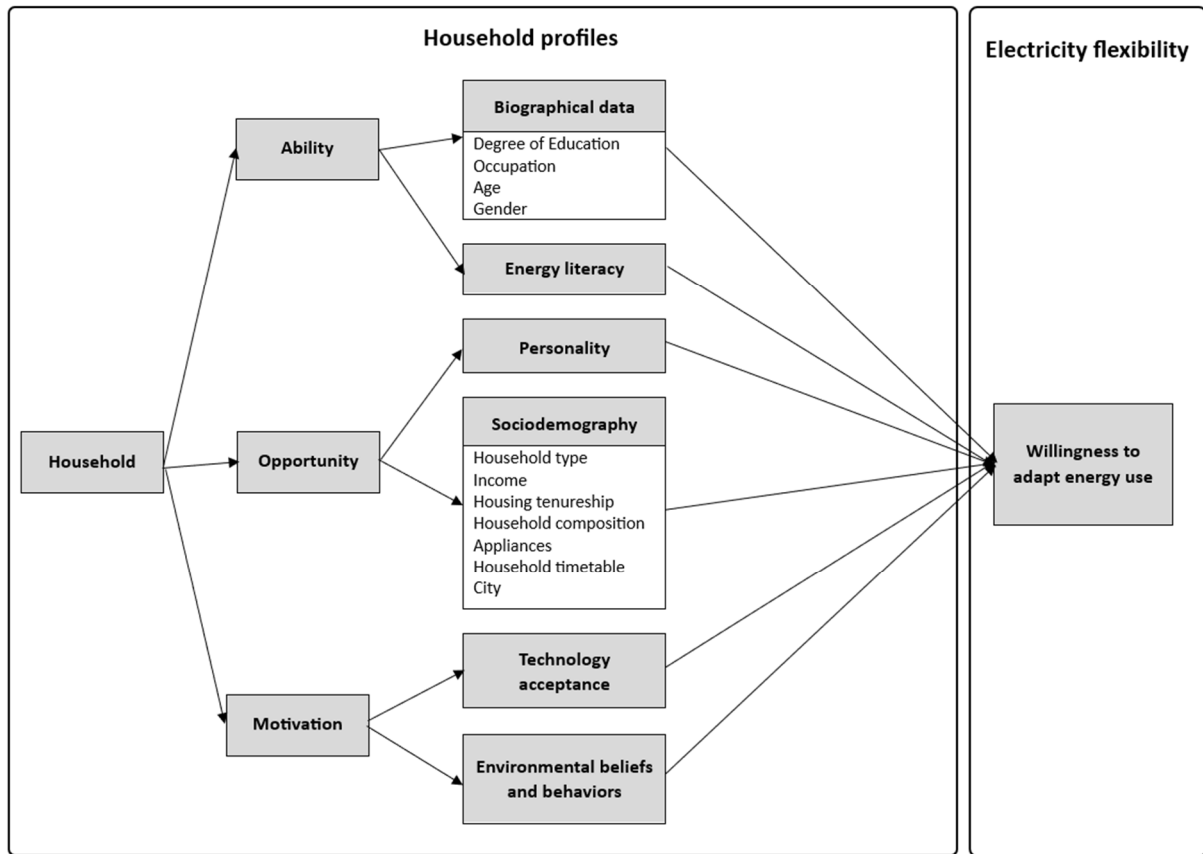 Household profiles
Electricity flexibility
Ability
Biographical data
Degree of Education
Occupation
Age
Gender
Energy literacy
Personality
Household
Opportunity
Sociodemography
Household type
Income
Housing tenureship
Household composition
Appliances
Household timetable
City
Willingness to
adapt energy use
Motivation
Technology
acceptance
Environmental beliefs
and behaviors